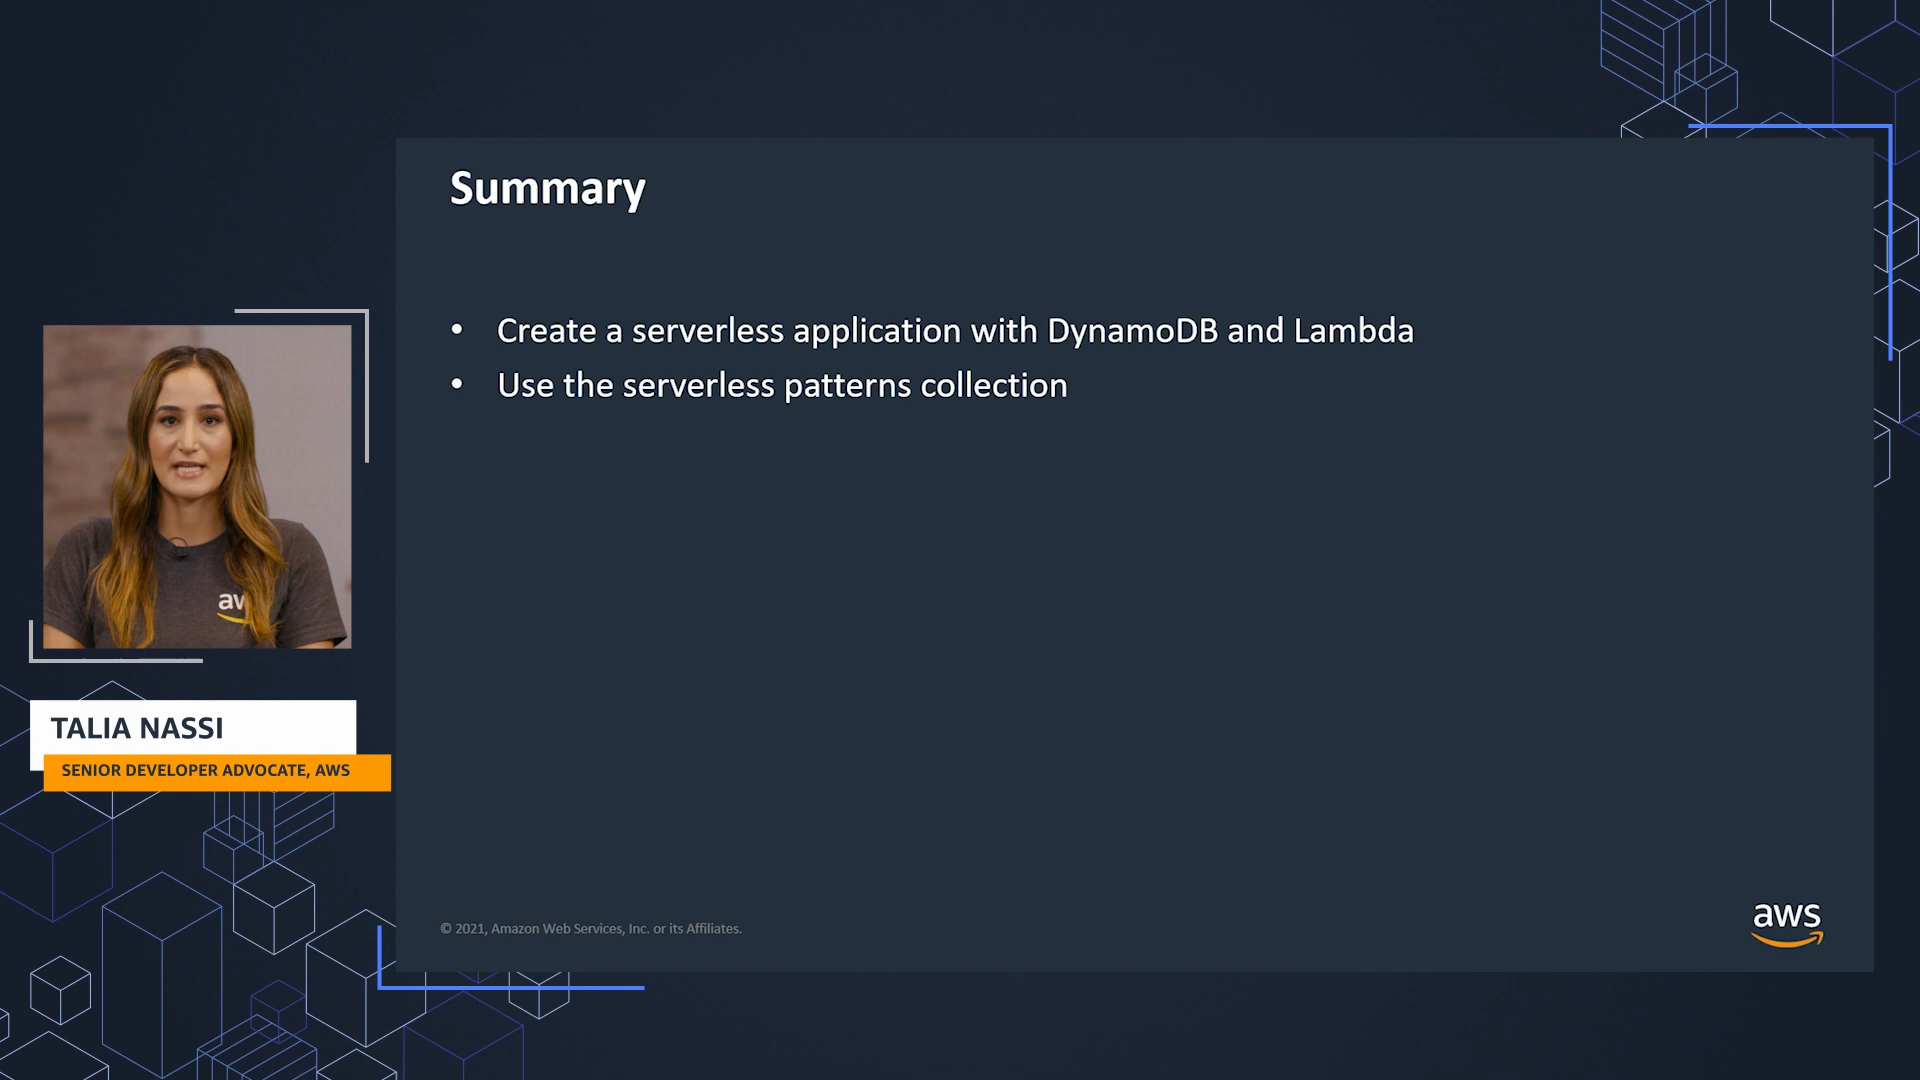 Summary
• Create a serverless application with DynamoDB and Lambda
• Use the serverless patterns collection
aw
TALIA NASSI
SENIOR DEVELOPER ADVOCATE, AWS
© 2021, Amazon Web Services, Inc. or its Affiliates.
aws